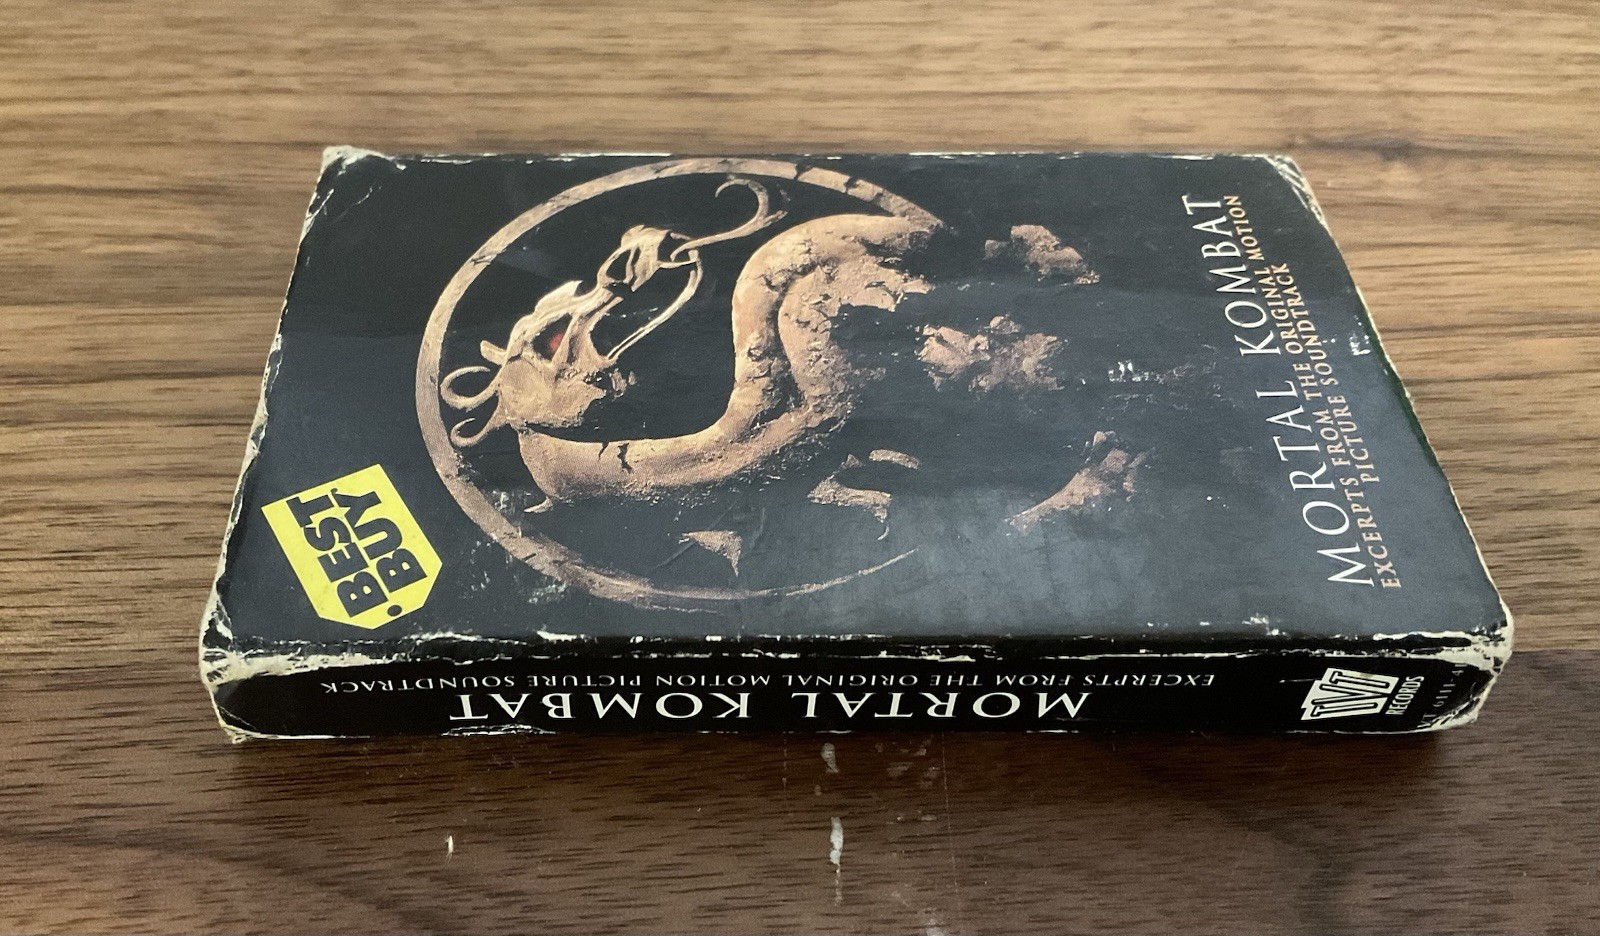 MORTAL KOMBAT
EXCERPTS FROM THE ORIGINAL MOTION
PICTURE SOUNDTRACK
BEST
BUY
MORTAL KOMBAT
EXCERPTS FROM THE ORIGINAL MOTION PICTURE SOUNDTRACK
TVT
RECORDS